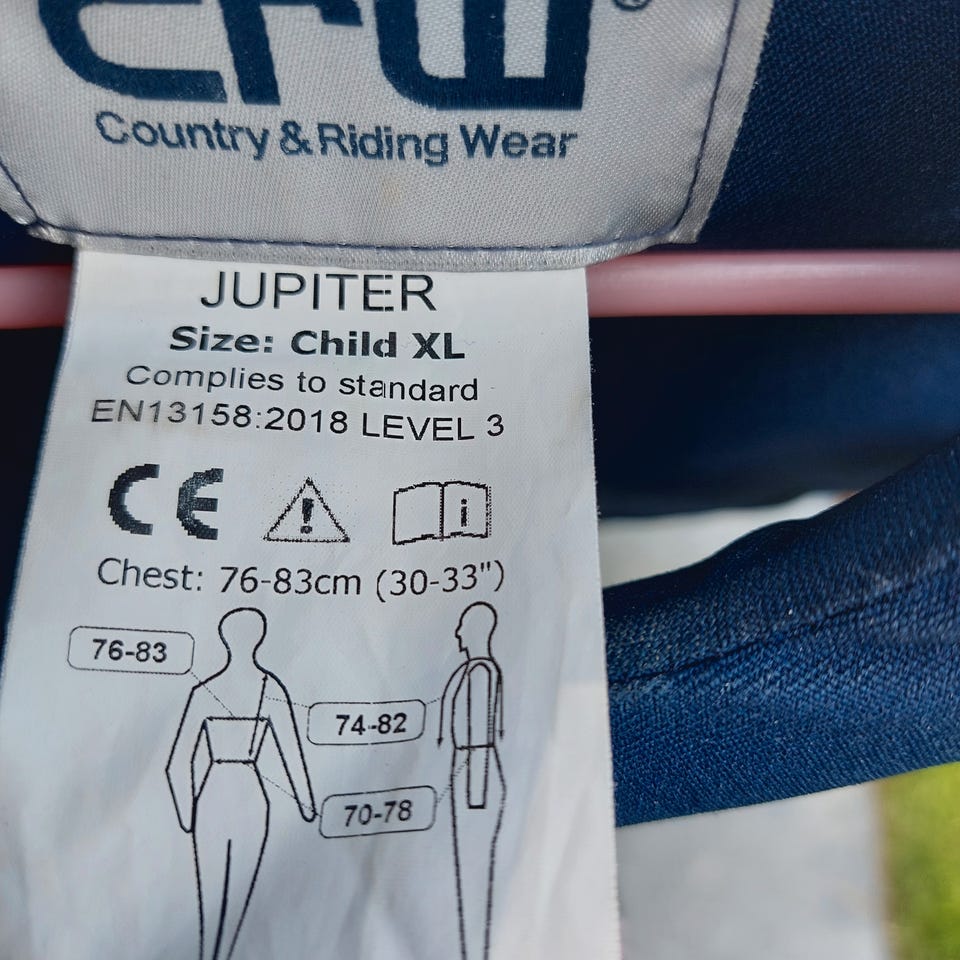 Country & Riding Wear
JUPITER
Size: Child XL
Complies to standard
EN13158:2018 LEVEL 3
CE
Chest: 76-83cm (30-33")
76-83
74-82
70-78